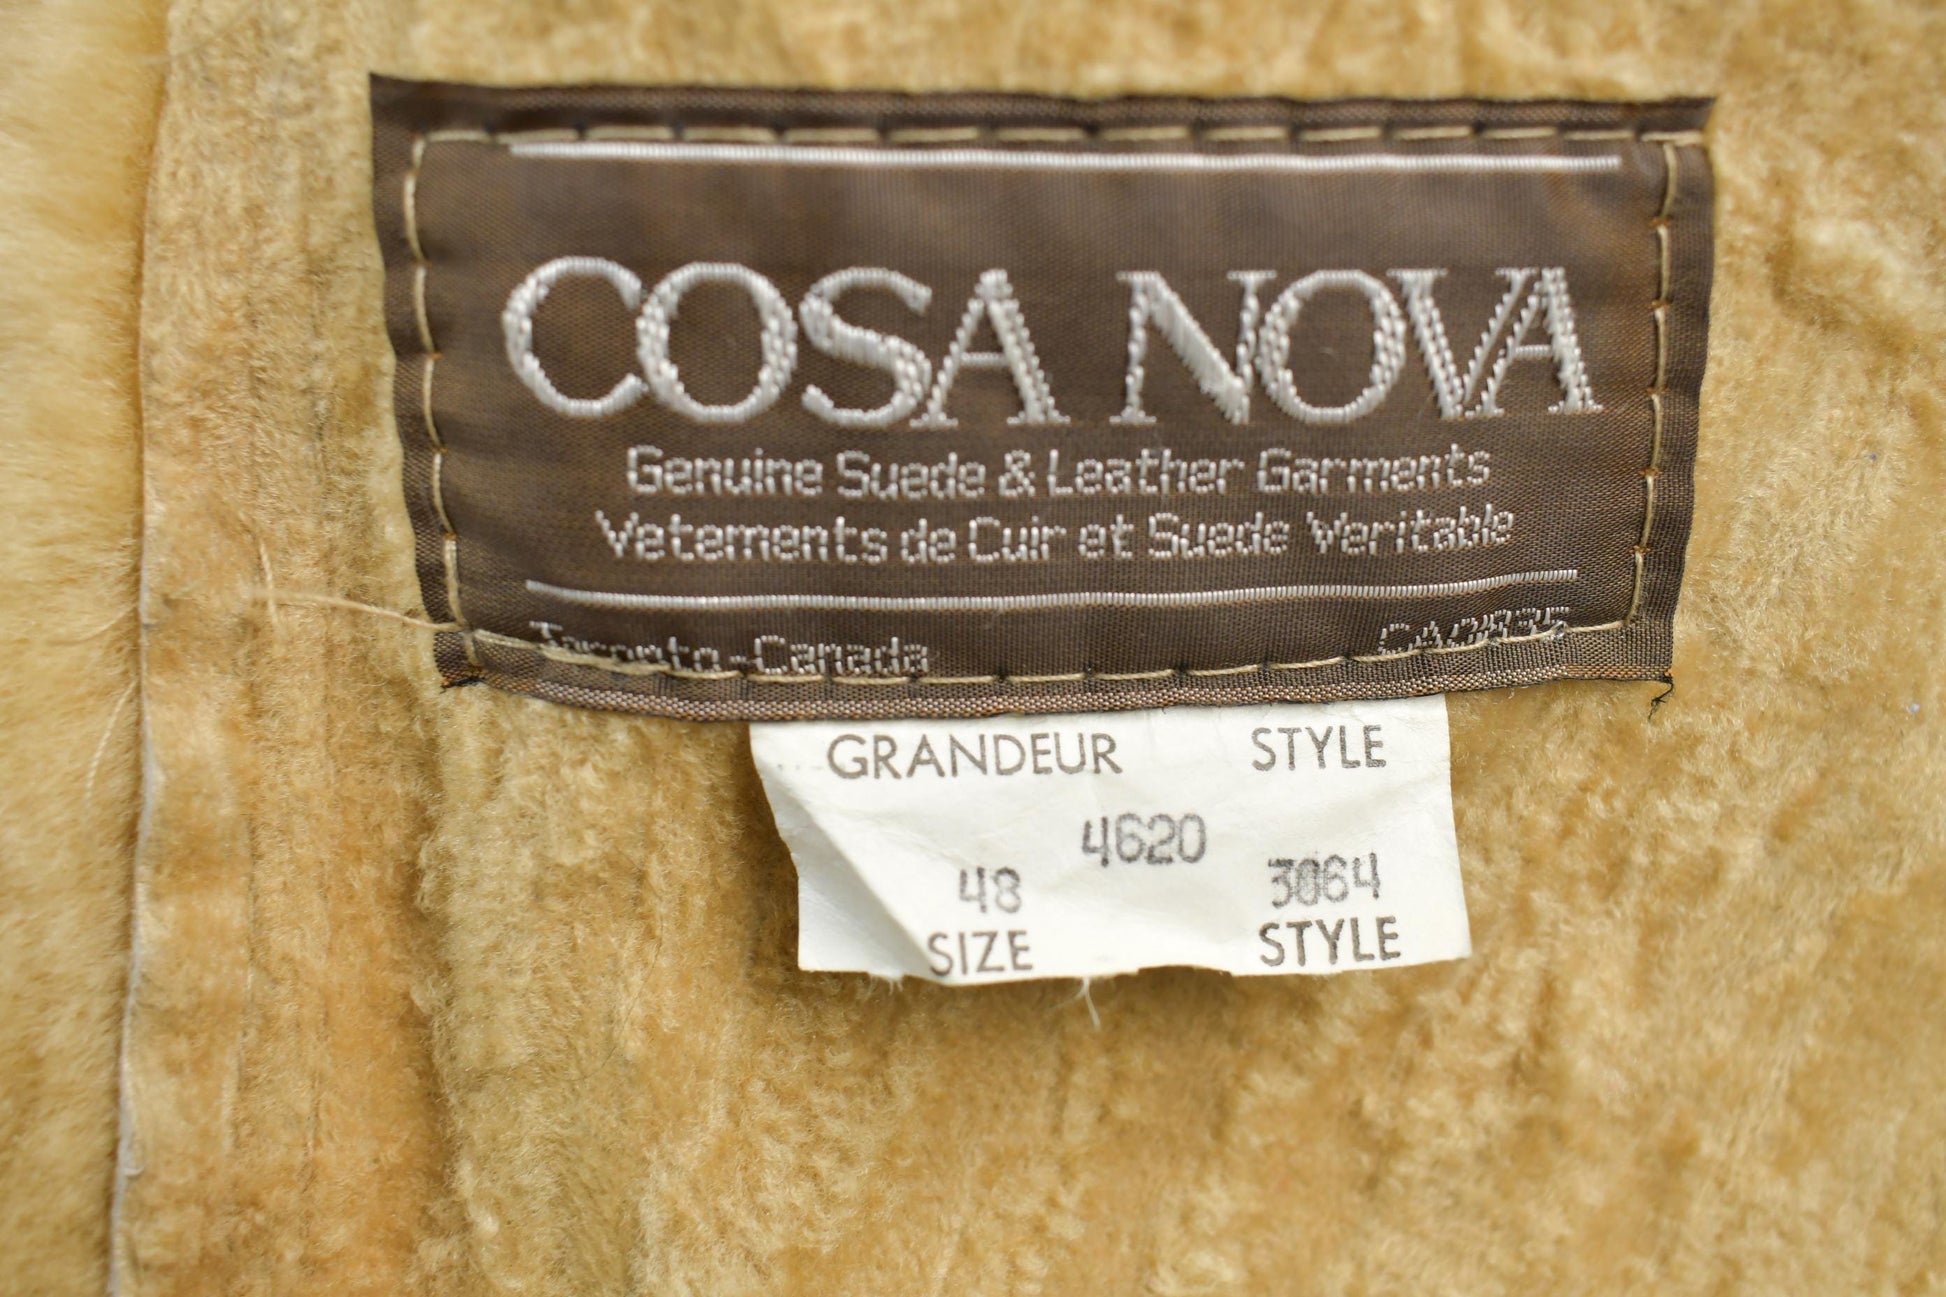 COSA NOVA
Genuine Suede & Leather Garments
Vetements de Cuir et Suede Veritable
Toronto-Canada
GRANDEUR STYLE
4620
48 3064
SIZE STYLE